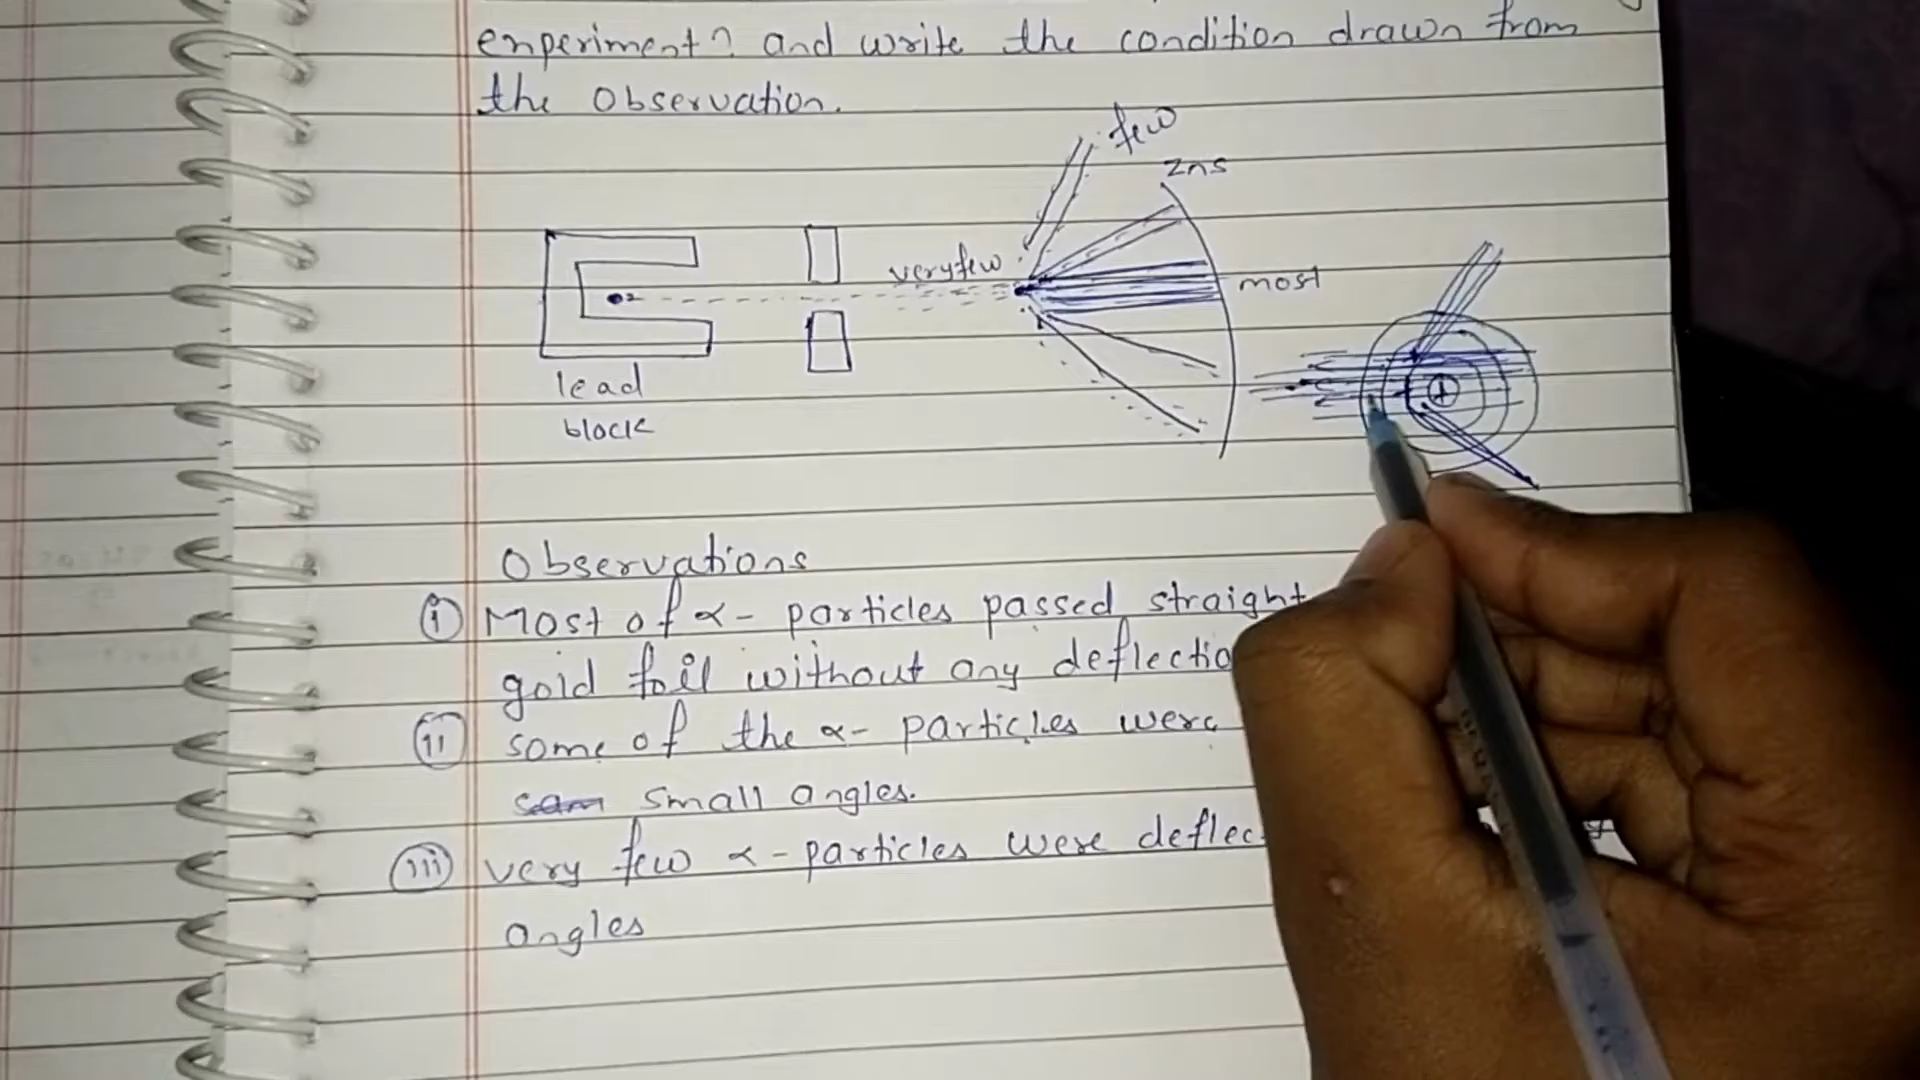 enperiment? and write the condition drawn from
the observation.
few
zns
veryfew
most
lead
block
Observations
i Most of α- particles passed straight
gold foil without any deflectio
ii some of the α- particles were
small angles.
iii very few α-particles were deflec
angles